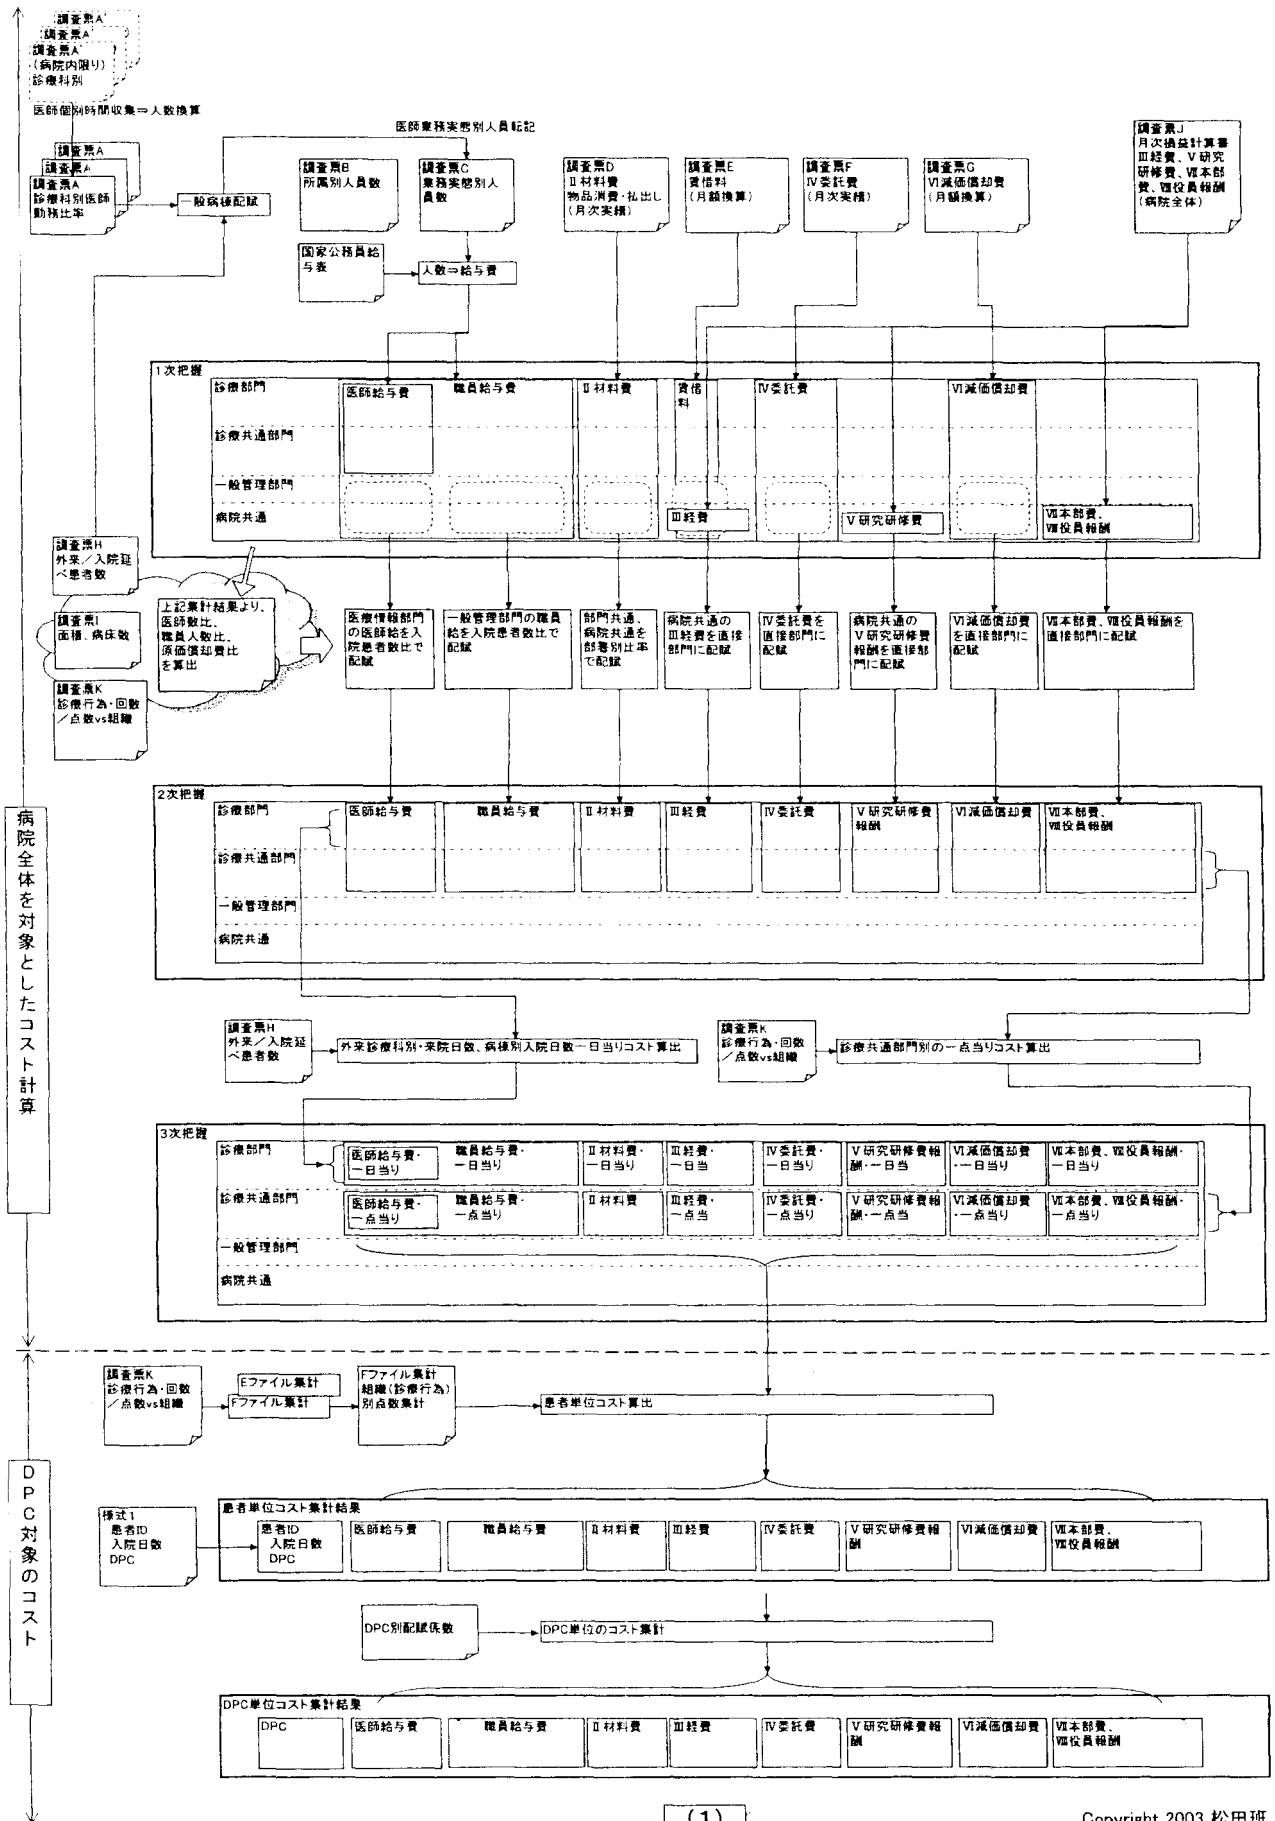 調査票A'
調査票A'
調査票A'
(病院内限り)
診療科別
医師個別時間収集⇒人数換算
調査票A
調査票A
調査票A
診療科別医師
勤務比率
一般病棟配賦
医師業務実態別人員転記
調査票B
所属別人員数
調査票C
業務実態別人
員数
調査票D
Ⅱ材料費
物品消費・払出し
(月次実績)
調査票E
賃借料
(月額換算)
調査票F
Ⅳ委託費
(月次実績)
調査票G
Ⅵ減価償却費
(月額換算)
調査票J
月次損益計算書
Ⅲ経費、Ⅴ研究
研修費、Ⅶ本部
費、Ⅷ役員報酬
(病院全体)
国家公務員給
与表
人数⇒給与費
1次把握
診療部門
診療共通部門
一般管理部門
病院共通
医師給与費
職員給与費
Ⅱ材料費
賃借
料
Ⅳ委託費
Ⅵ減価償却費
Ⅲ経費
Ⅴ研究研修費
Ⅶ本部費、
Ⅷ役員報酬
調査票H
外来/入院延
べ患者数
調査票I
面積、病床数
調査票K
診療行為・回数
/点数vs組織
上記集計結果より、
医師数比、
職員人数比、
原価償却費比
を算出
医療情報部門
の医師給を入
院患者数比で
配賦
一般管理部門の職員
給を入院患者数比で
配賦
部門共通、
病院共通を
部署別比率
で配賦
病院共通の
Ⅲ経費を直接
部門に配賦
Ⅳ委託費を
直接部門に
配賦
病院共通の
Ⅴ研究研修費
報酬を直接部
門に配賦
Ⅵ減価償却費
を直接部門に
配賦
Ⅶ本部費、Ⅷ役員報酬を
直接部門に配賦
2次把握
診療部門
診療共通部門
一般管理部門
病院共通
医師給与費
職員給与費
Ⅱ材料費
Ⅲ経費
Ⅳ委託費
Ⅴ研究研修費
報酬
Ⅵ減価償却費
Ⅶ本部費、
Ⅷ役員報酬
病院全体を対象としたコスト計算
調査票H
外来/入院延
べ患者数
外来診療科別・来院日数、病棟別入院日数一日当りコスト算出
調査票K
診療行為・回数
/点数vs組織
診療共通部門別の一点当りコスト算出
3次把握
診療部門
医師給与費・
一日当り
職員給与費・
一日当り
Ⅱ材料費
・一日当り
Ⅲ経費・
一日当
Ⅳ委託費
・一日当り
Ⅴ研究研修費報
酬・一日当
Ⅵ減価償却費
・一日当り
Ⅶ本部費、Ⅷ役員報酬・
一日当り
診療共通部門
医師給与費・
一点当り
職員給与費・
一点当り
Ⅱ材料費
Ⅲ経費・
一点当
Ⅳ委託費・
一点当り
Ⅴ研究研修費報
酬・一点当
Ⅵ減価償却費
・一点当り
Ⅶ本部費、Ⅷ役員報酬・
一点当り
一般管理部門
病院共通
調査票K
診療行為・回数
/点数vs組織
Eファイル集計
Fファイル集計
Fファイル集計
組織(診療行為)
別点数集計
患者単位コスト算出
DPC対象のコスト
様式1
患者ID
入院日数
DPC
患者単位コスト集計結果
患者ID
入院日数
DPC
医師給与費
職員給与費
Ⅱ材料費
Ⅲ経費
Ⅳ委託費
Ⅴ研究研修費報
酬
Ⅵ減価償却費
Ⅶ本部費、
Ⅷ役員報酬
DPC別配賦係数
DPC単位のコスト集計
DPC単位コスト集計結果
DPC
医師給与費
職員給与費
Ⅱ材料費
Ⅲ経費
Ⅳ委託費
Ⅴ研究研修費報
酬
Ⅵ減価償却費
Ⅶ本部費、
Ⅷ役員報酬
(1)
Copyright 2003 松田班